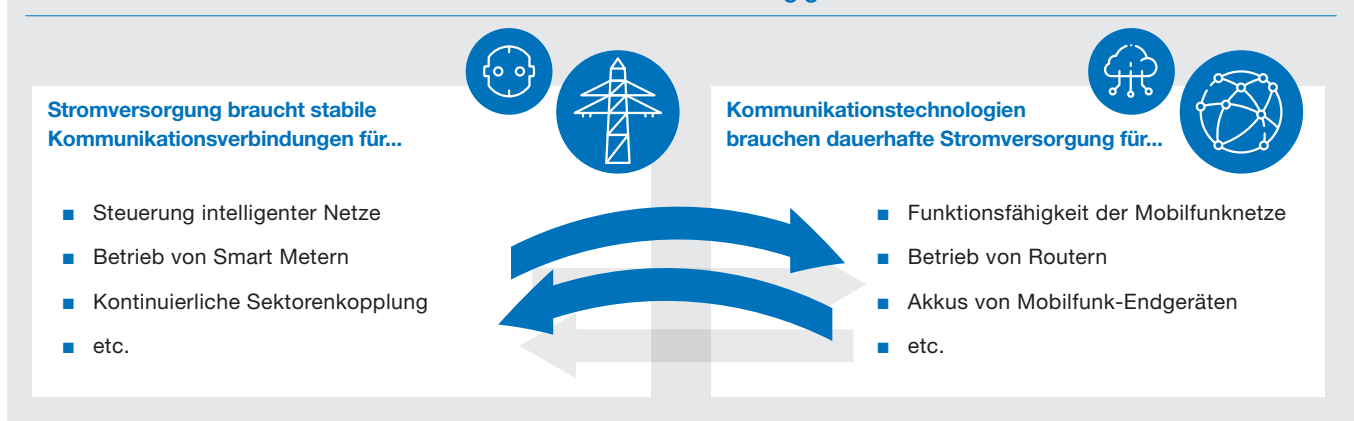 Stromversorgung braucht stabile
Kommunikationsverbindungen für...
■ Steuerung intelligenter Netze
■ Betrieb von Smart Metern
■ Kontinuierliche Sektorenkopplung
■ etc.
Kommunikationstechnologien
brauchen dauerhafte Stromversorgung für...
■ Funktionsfähigkeit der Mobilfunknetze
■ Betrieb von Routern
■ Akkus von Mobilfunk-Endgeräten
■ etc.